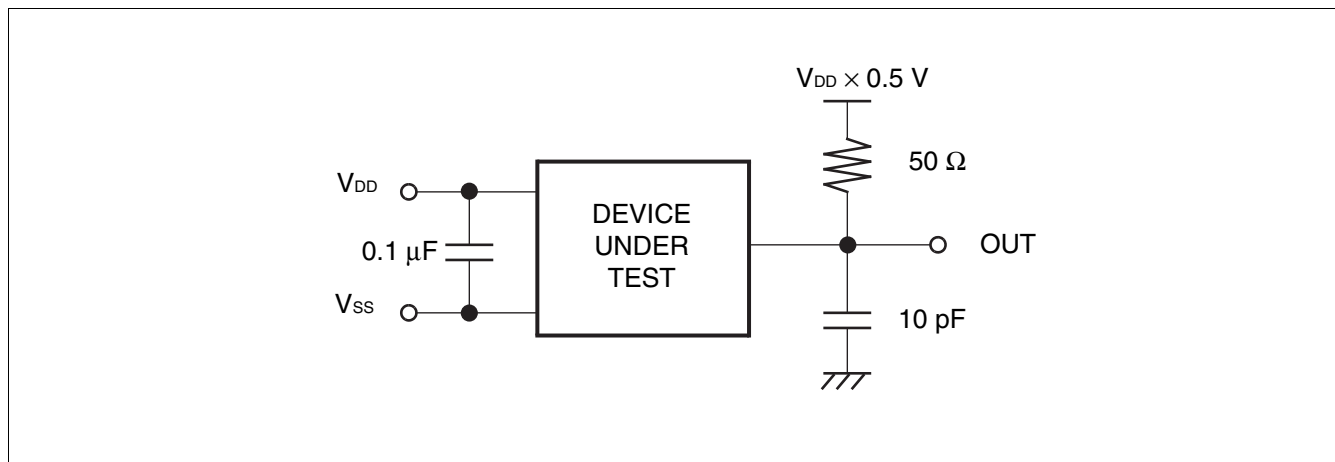 VDD × 0.5 V
50 Ω
VDD
DEVICE
UNDER
TEST
OUT
0.1 µF
VSS
10 pF